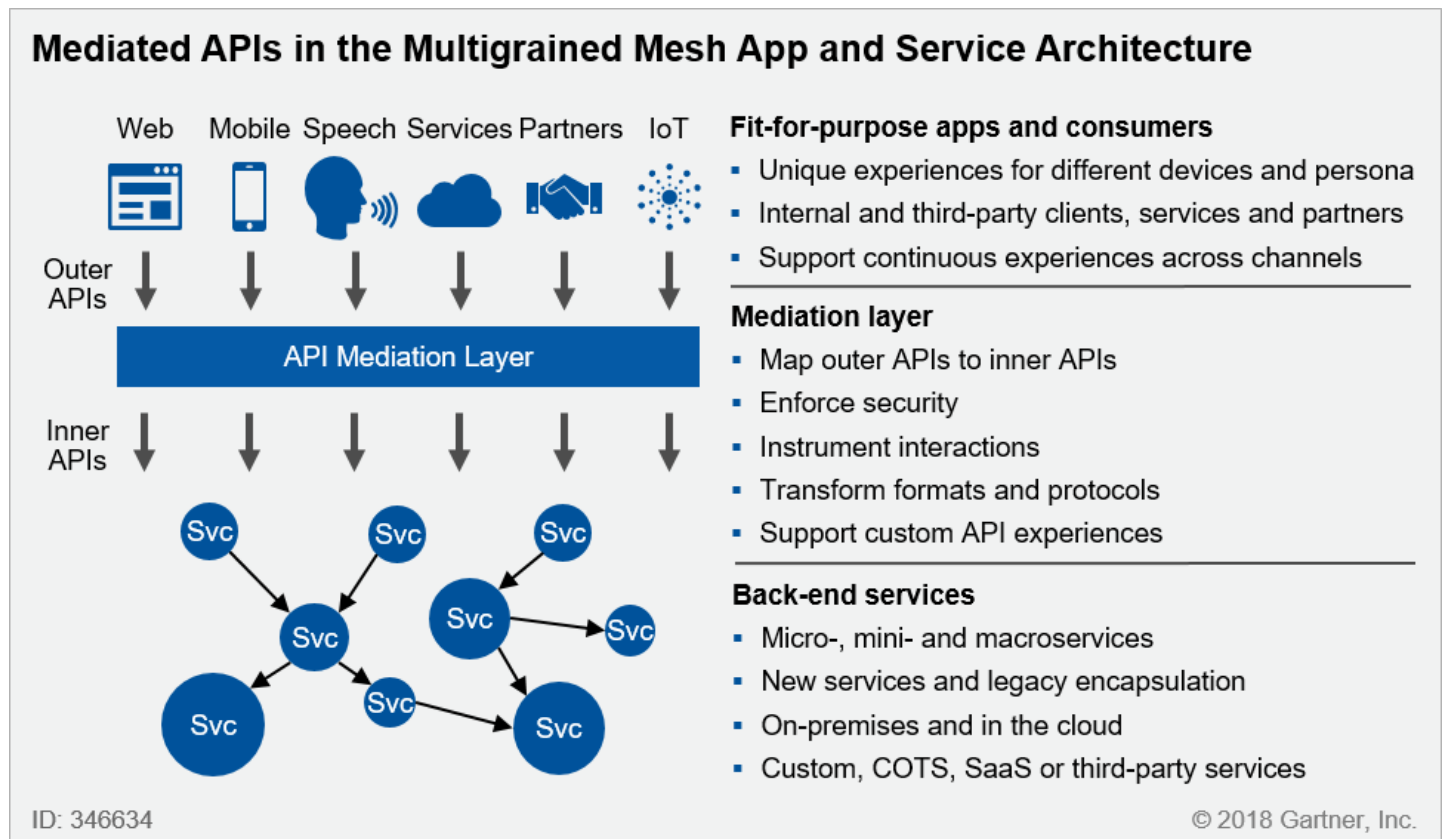 Mediated APIs in the Multigrained Mesh App and Service Architecture
Web Mobile Speech Services Partners IoT
Outer
APIs
API Mediation Layer
Inner
APIs
Svc Svc Svc
Svc Svc Svc
Svc Svc Svc
Fit-for-purpose apps and consumers
▪ Unique experiences for different devices and persona
▪ Internal and third-party clients, services and partners
▪ Support continuous experiences across channels
Mediation layer
▪ Map outer APIs to inner APIs
▪ Enforce security
▪ Instrument interactions
▪ Transform formats and protocols
▪ Support custom API experiences
Back-end services
▪ Micro-, mini- and macroservices
▪ New services and legacy encapsulation
▪ On-premises and in the cloud
▪ Custom, COTS, SaaS or third-party services
ID: 346634
© 2018 Gartner, Inc.